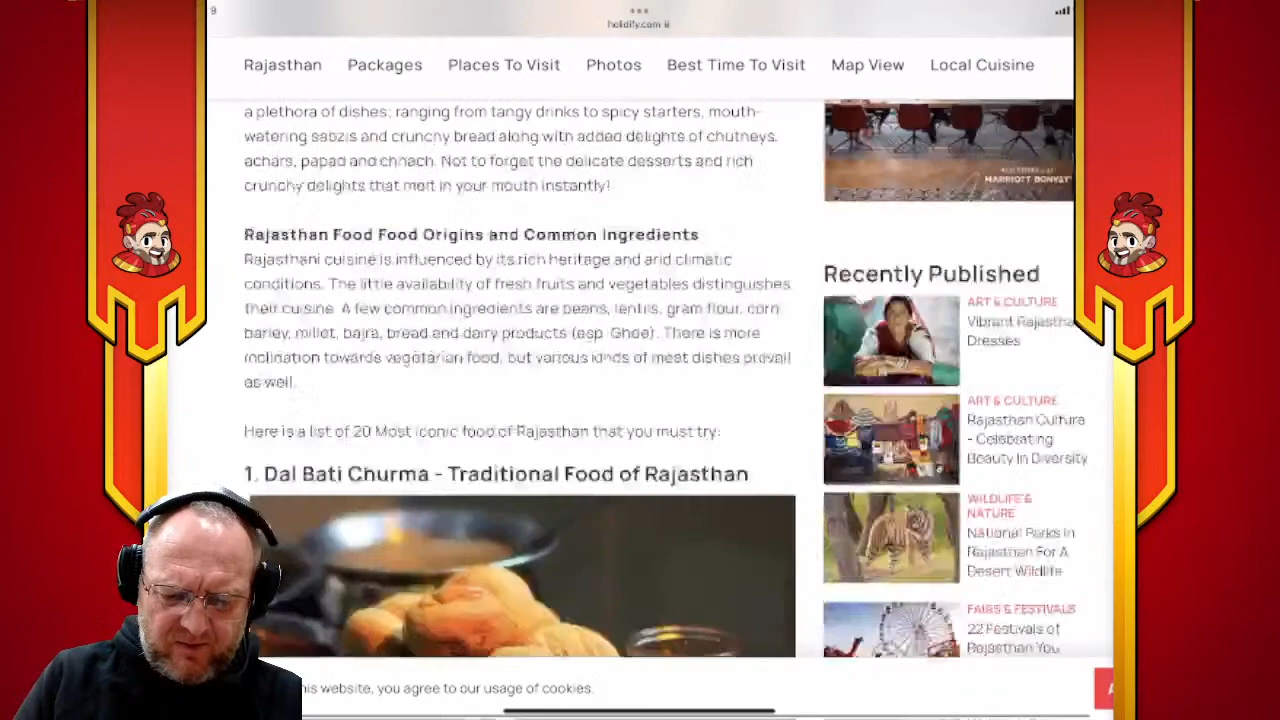 9
holidify.com
Rajasthan Packages Places To Visit Photos Best Time To Visit Map View Local Cuisine
a plethora of dishes; ranging from tangy drinks to spicy starters, mouth-
watering sabzis and crunchy bread along with added delights of chutneys,
achars, papad and chhach. Not to forget the delicate desserts and rich
crunchy delights that melt in your mouth instantly!
Rajasthan Food Food Origins and Common Ingredients
Rajasthani cuisine is influenced by its rich heritage and arid climatic
conditions. The little availability of fresh fruits and vegetables distinguishes
their cuisine. A few common ingredients are beans, lentils, gram flour, corn
barley, millet, bajra, bread and dairy products (esp. Ghee). There is more
inclination towards vegetarian food, but various kinds of meat dishes prevail
as well.
Here is a list of 20 Most iconic food of Rajasthan that you must try:
1. Dal Bati Churma - Traditional Food of Rajasthan
MARRIOTT BONVOY
Recently Published
ART & CULTURE
Vibrant Rajastha
Dresses
ART & CULTURE
Rajasthan Culture
- Celebrating
Beauty In Diversity
WILDLIFE &
NATURE
National Parks In
Rajasthan For A
Desert Wildlife
FAIRS & FESTIVALS
22 Festivals of
Rajasthan You
his website, you agree to our usage of cookies.